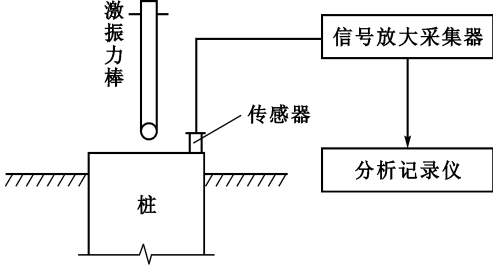 激振力棒
信号放大采集器
传感器
分析记录仪
桩